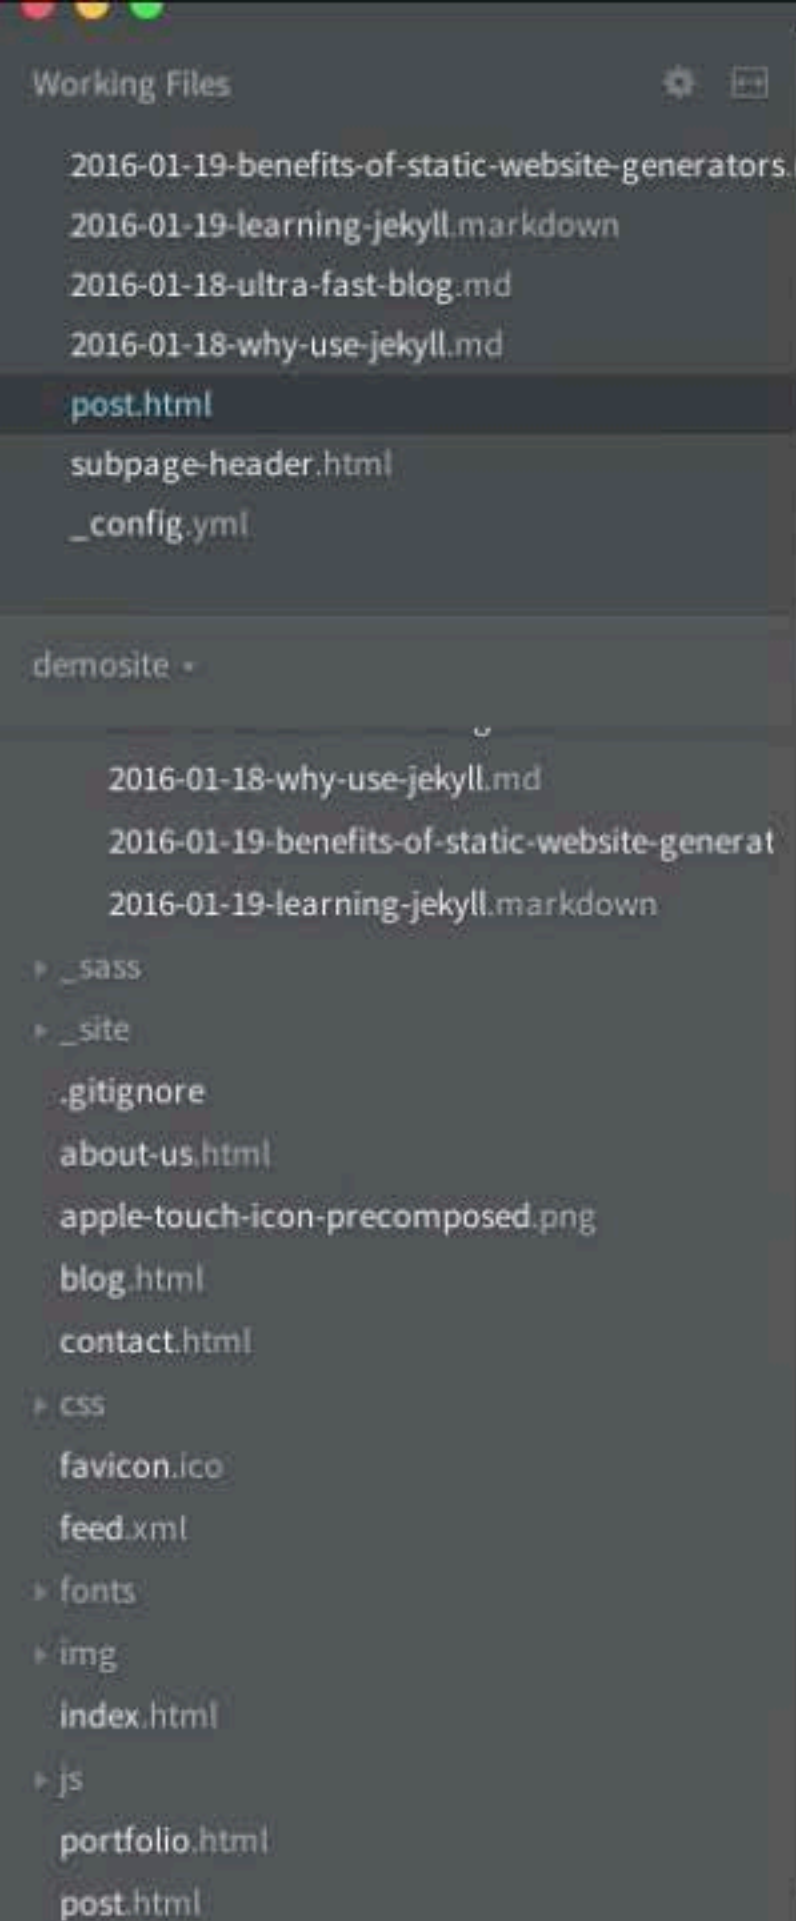 Working Files
2016-01-19-benefits-of-static-website-generators.
2016-01-19-learning-jekyll.markdown
2016-01-18-ultra-fast-blog.md
2016-01-18-why-use-jekyll.md
post.html
subpage-header.html
_config.yml
demosite
2016-01-18-why-use-jekyll.md
2016-01-19-benefits-of-static-website-generat
2016-01-19-learning-jekyll.markdown
_sass
_site
.gitignore
about-us.html
apple-touch-icon-precomposed.png
blog.html
contact.html
css
favicon.ico
feed.xml
fonts
img
index.html
js
portfolio.html
post.html